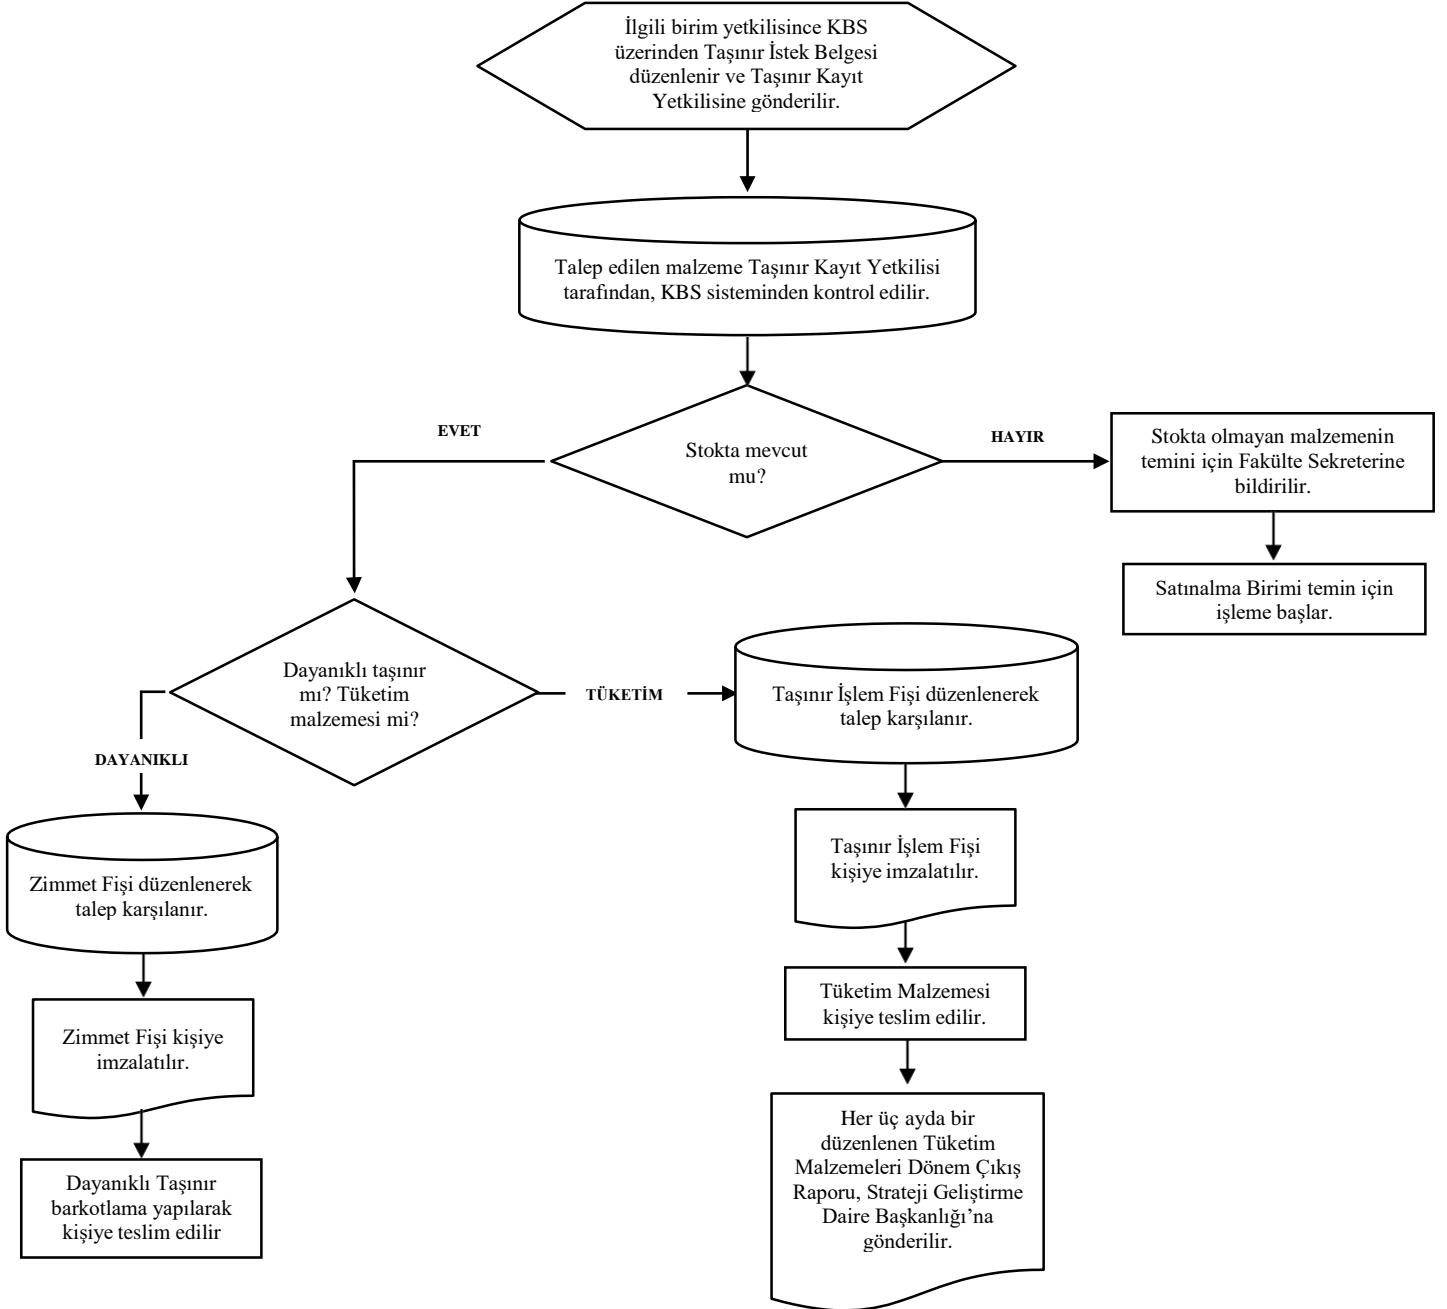 İlgili birim yetkilisince KBS
üzerinden Taşınır İstek Belgesi
düzenlenir ve Taşınır Kayıt
Yetkilisine gönderilir.
Talep edilen malzeme Taşınır Kayıt Yetkilisi
tarafından, KBS sisteminden kontrol edilir.
EVET
Stokta mevcut
mu?
HAYIR
Stokta olmayan malzemenin
temini için Fakülte Sekreterine
bildirilir.
Satınalma Birimi temin için
işleme başlar.
Dayanıklı taşınır
mı? Tüketim
malzemesi mi?
TÜKETİM
Taşınır İşlem Fişi düzenlenerek
talep karşılanır.
DAYANIKLI
Zimmet Fişi düzenlenerek
talep karşılanır.
Taşınır İşlem Fişi
kişiye imzalatılır.
Zimmet Fişi kişiye
imzalatılır.
Tüketim Malzemesi
kişiye teslim edilir.
Dayanıklı Taşınır
barkotlama yapılarak
kişiye teslim edilir
Her üç ayda bir
düzenlenen Tüketim
Malzemeleri Dönem Çıkış
Raporu, Strateji Geliştirme
Daire Başkanlığı’na
gönderilir.